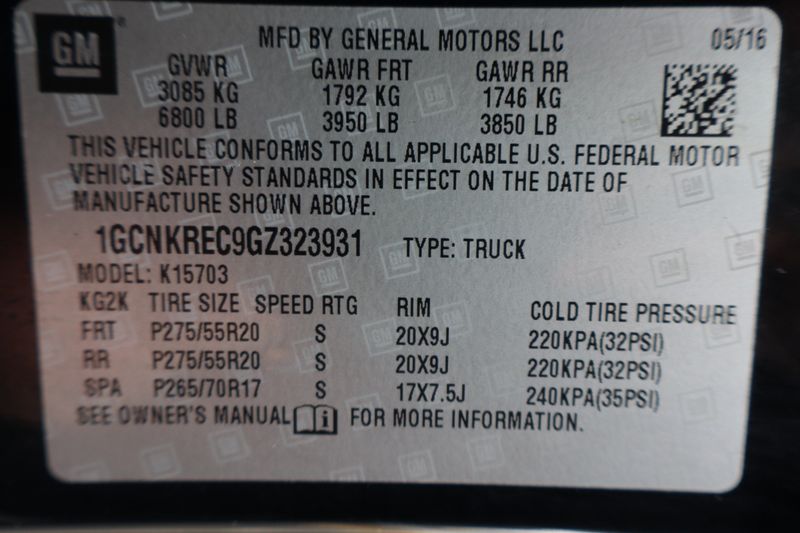 GM
MFD BY GENERAL MOTORS LLC 05/16
GVWR GAWR FRT GAWR RR
3085 KG 1792 KG 1746 KG
6800 LB 3950 LB 3850 LB
THIS VEHICLE CONFORMS TO ALL APPLICABLE U.S. FEDERAL MOTOR
VEHICLE SAFETY STANDARDS IN EFFECT ON THE DATE OF
MANUFACTURE SHOWN ABOVE.
1GCNKREC9GZ323931 TYPE: TRUCK
MODEL: K15703
KG2K TIRE SIZE SPEED RTG RIM COLD TIRE PRESSURE
FRT P275/55R20 S 20X9J 220KPA(32PSI)
RR P275/55R20 S 20X9J 220KPA(32PSI)
SPA P265/70R17 S 17X7.5J 240KPA(35PSI)
SEE OWNER'S MANUAL i FOR MORE INFORMATION.